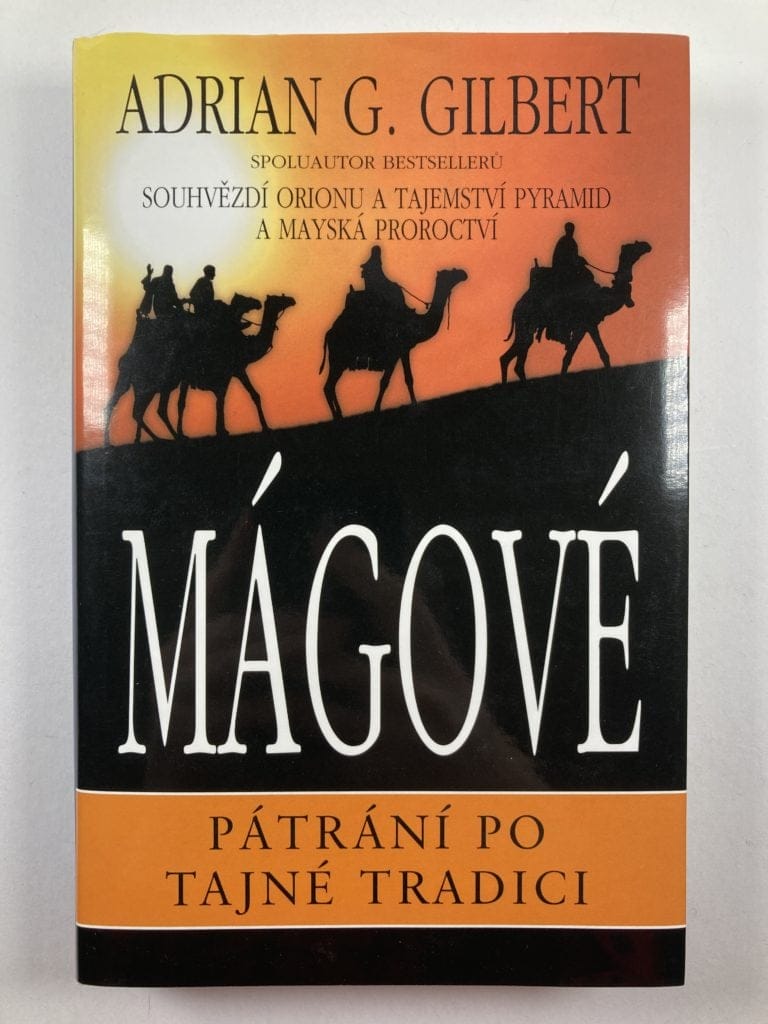 ADRIAN G. GILBERT
SPOLUAUTOR BESTSELLERŮ
SOUHVĚZDÍ ORIONU A TAJEMSTVÍ PYRAMID
A MAYSKÁ PROROCTVÍ
MÁGOVÉ
PÁTRÁNÍ PO
TAJNÉ TRADICI